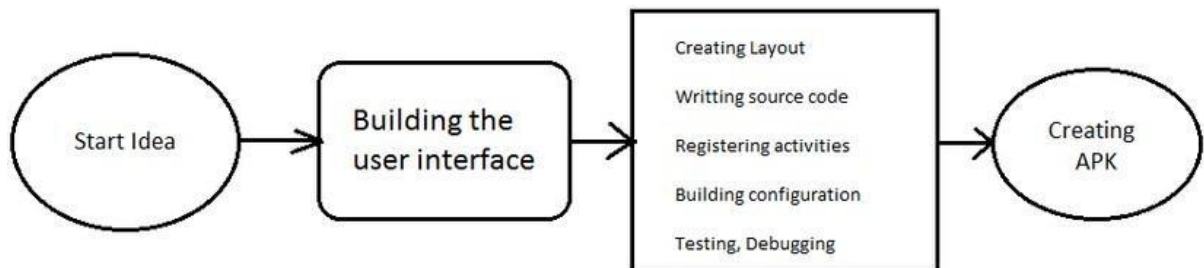 Start Idea
Building the
user interface
Creating Layout
Writting source code
Registering activities
Building configuration
Testing, Debugging
Creating
APK